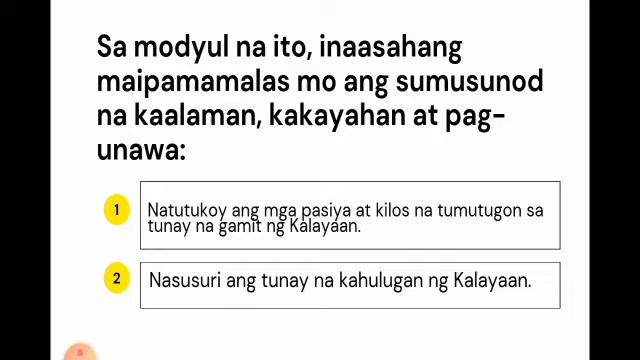 Sa modyul na ito, inaasahang
maipamamalas mo ang sumusunod
na kaalaman, kakayahan at pag-
unawa:
1
Natutukoy ang mga pasiya at kilos na tumutugon sa
tunay na gamit ng Kalayaan.
2
Nasusuri ang tunay na kahulugan ng Kalayaan.